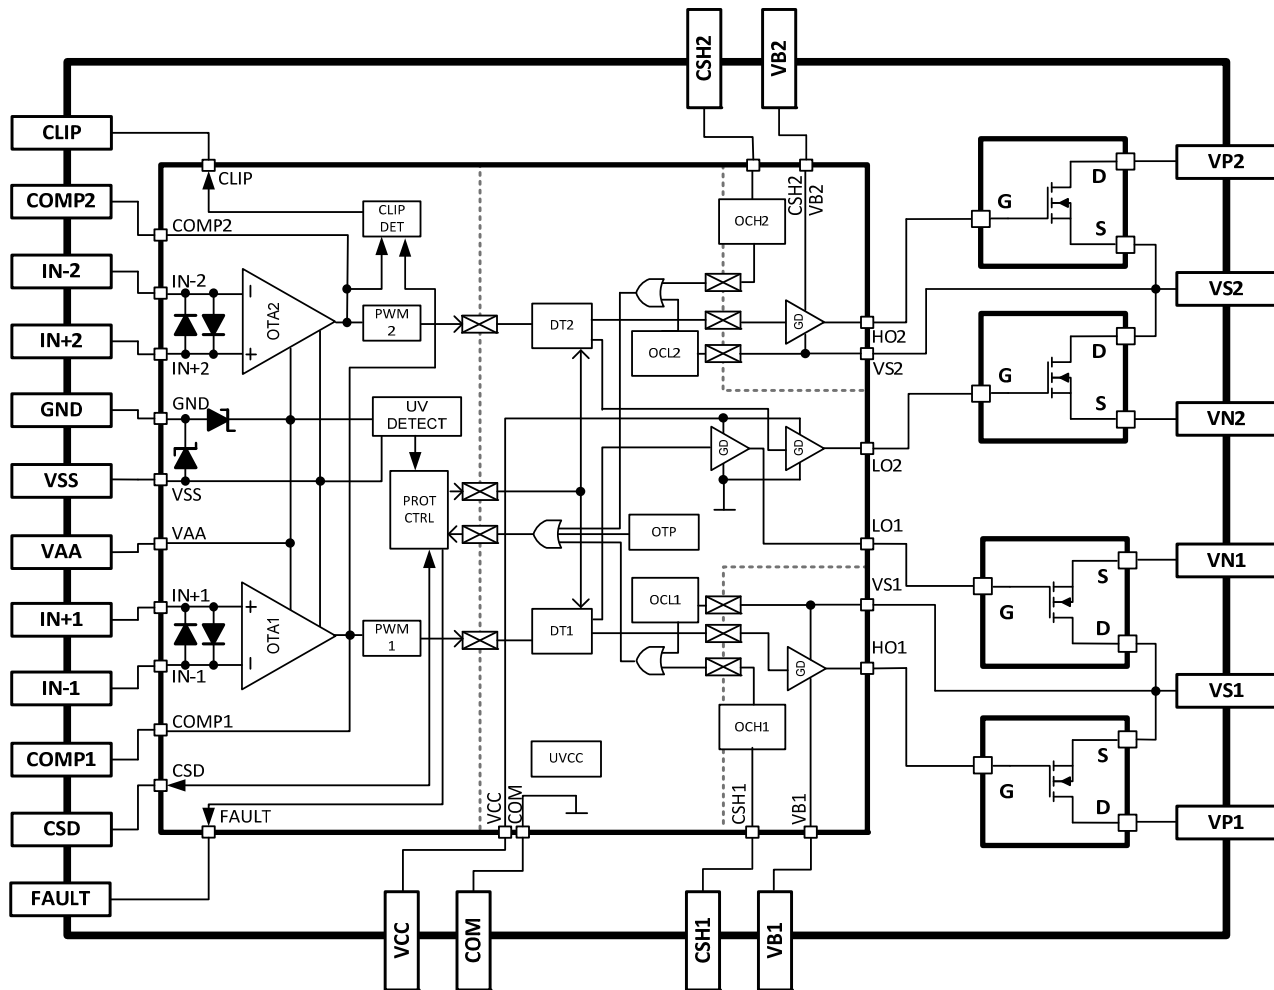 CSH2
VB2
CLIP
COMP2
IN-2
IN+2
GND
VSS
VAA
IN+1
IN-1
COMP1
CSD
FAULT
CLIP
COMP2
IN-2
IN+2
GND
VSS
VAA
IN+1
IN-1
COMP1
CSD
FAULT
OTA2
OTA1
CLIP
DET
PWM
2
UV
DETECT
PROT
CTRL
PWM
1
DT2
DT1
UVCC
OCH2
OCL2
OTP
OCL1
OCH1
CSH2
VB2
GD
GD
GD
GD
HO2
VS2
LO2
LO1
VS1
HO1
VCC
COM
CSH1
VB1
G
D
S
G
D
S
G
S
D
G
S
D
VP2
VS2
VN2
VN1
VS1
VP1
VCC
COM
CSH1
VB1